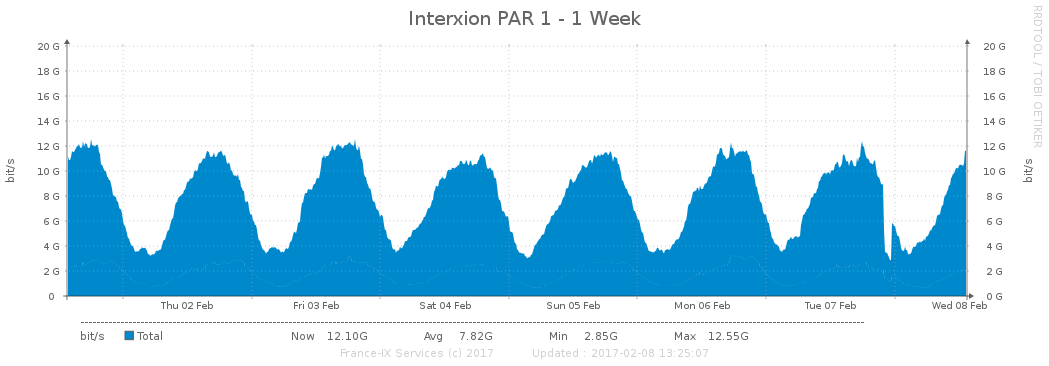 Interxion PAR 1 - 1 Week
RRDTOOL / TOBI OETIKER
bit/s
20 G 20 G
18 G 18 G
16 G 16 G
14 G 14 G
12 G 12 G
10 G 10 G
8 G 8 G
6 G 6 G
4 G 4 G
2 G 2 G
0 0 G
bit/s
Thu 02 Feb Fri 03 Feb Sat 04 Feb Sun 05 Feb Mon 06 Feb Tue 07 Feb Wed 08 Feb
bit/s Total Now 12.10G Avg 7.82G Min 2.85G Max 12.55G
France-IX Services (c) 2017 Updated : 2017-02-08 13:25:07